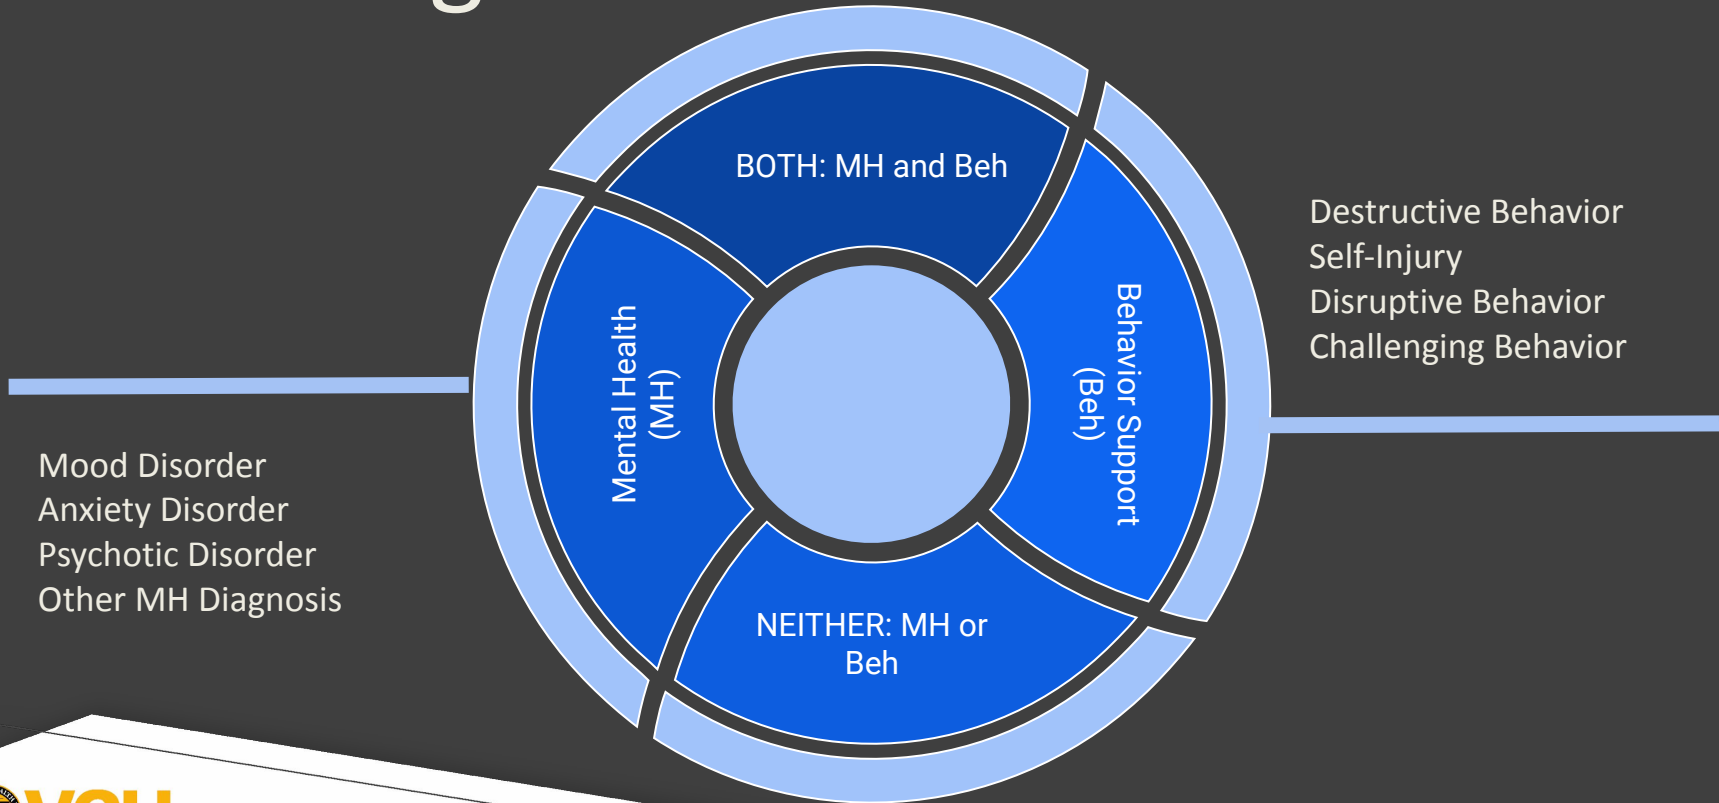 BOTH: MH and Beh
Destructive Behavior
Self-Injury
Disruptive Behavior
Challenging Behavior
Behavior Support
(Beh)
Mental Health
(MH)
Mood Disorder
Anxiety Disorder
Psychotic Disorder
Other MH Diagnosis
NEITHER: MH or
Beh